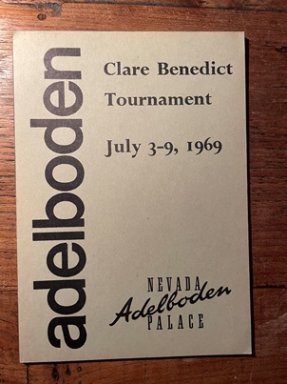 adelboden
Clare Benedict
Tournament
July 3-9, 1969
NEVADA
Adelboden
PALACE